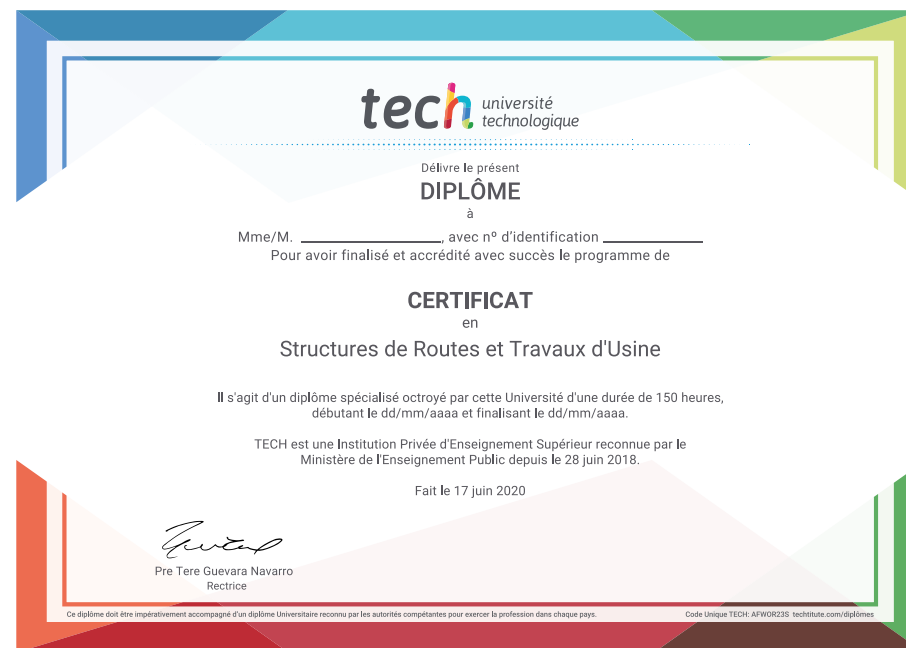 tech université
technologique
Délivre le présent
DIPLÔME
à
Mme/M. ____________________, avec nº d'identification ______________
Pour avoir finalisé et accrédité avec succès le programme de
CERTIFICAT
en
Structures de Routes et Travaux d'Usine
Il s'agit d'un diplôme spécialisé octroyé par cette Université d'une durée de 150 heures,
débutant le dd/mm/aaaa et finalisant le dd/mm/aaaa.
TECH est une Institution Privée d'Enseignement Supérieur reconnue par le
Ministère de l'Enseignement Public depuis le 28 juin 2018.
Fait le 17 juin 2020
Pre Tere Guevara Navarro
Rectrice
Ce diplôme doit être impérativement accompagné d'un diplôme Universitaire reconnu par les autorités compétantes pour exercer la profession dans chaque pays.
Code Unique TECH: AFWOR23S techtitute.com/diplômes